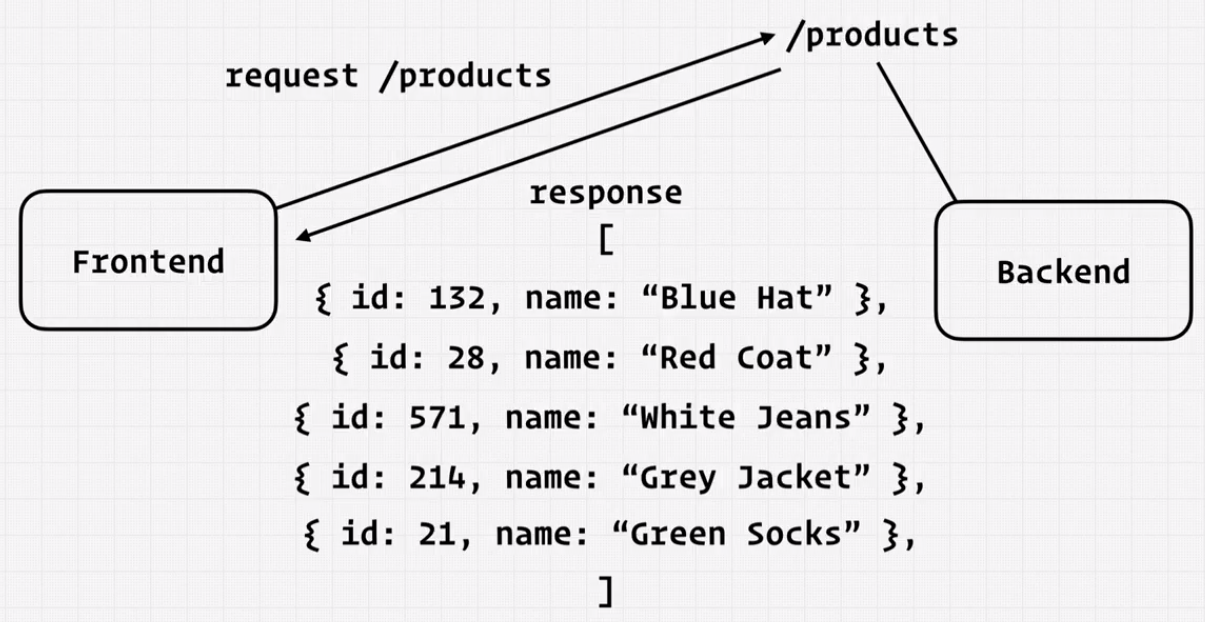 /products
request /products
response
[
Frontend
Backend
{ id: 132, name: “Blue Hat” },
{ id: 28, name: “Red Coat” },
{ id: 571, name: “White Jeans” },
{ id: 214, name: “Grey Jacket” },
{ id: 21, name: “Green Socks” },
]